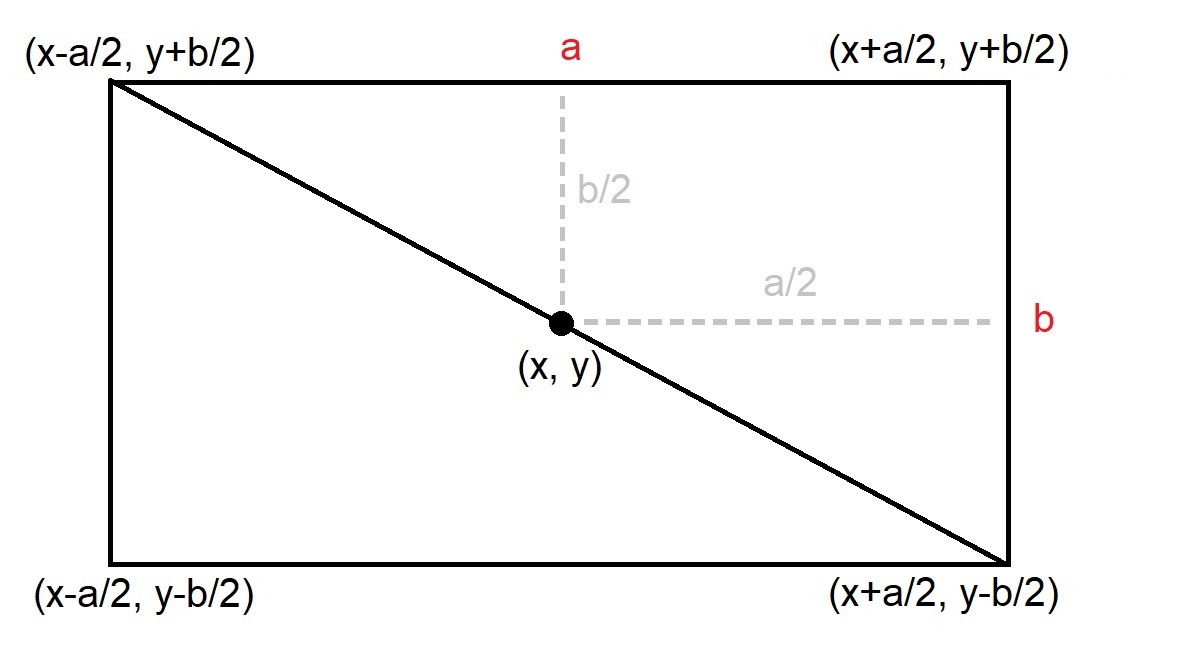 (x-a/2, y+b/2)
a
(x+a/2, y+b/2)
b/2
a/2
b
(x, y)
(x-a/2, y-b/2)
(x+a/2, y-b/2)